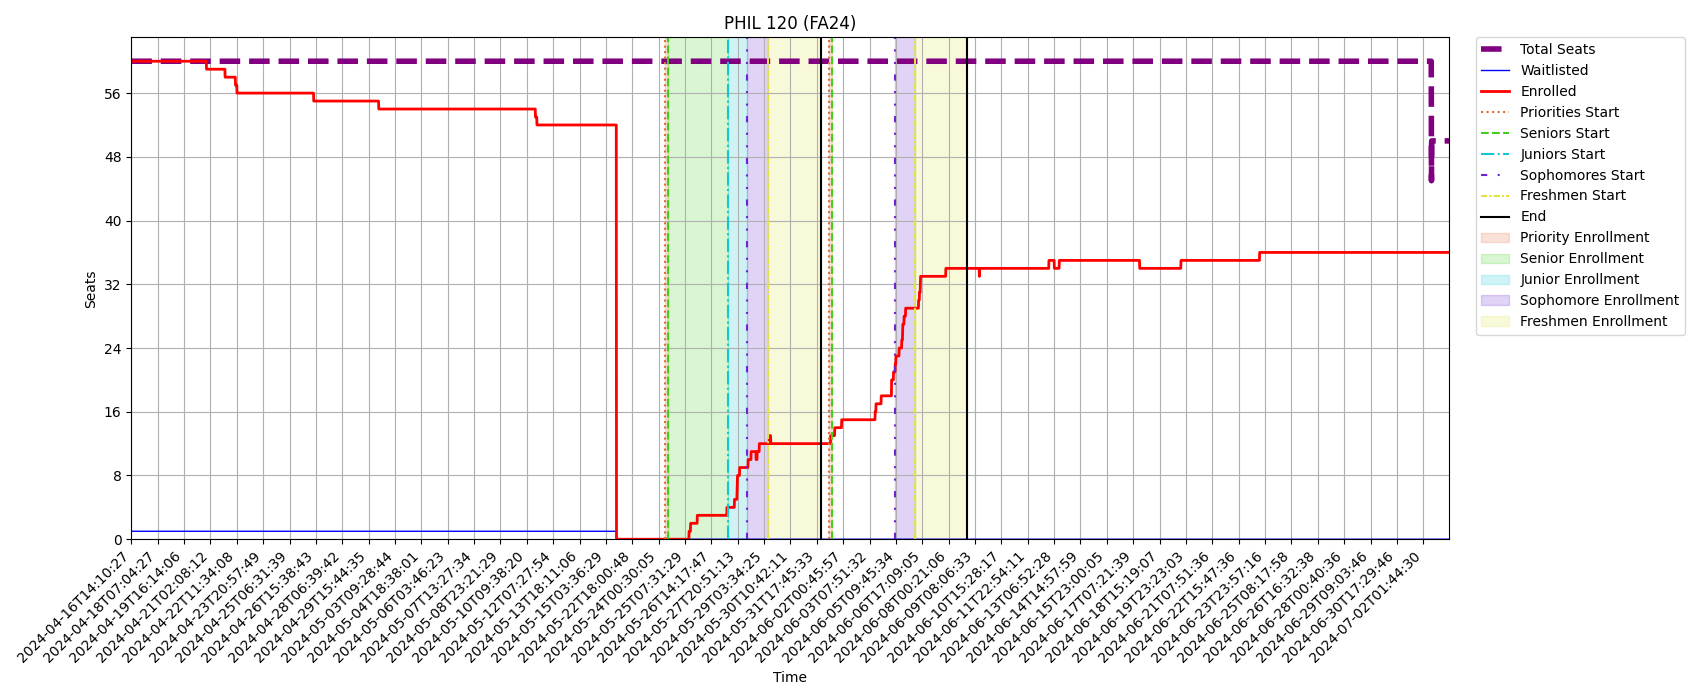 PHIL 120 (FA24)
Seats
56
48
40
32
24
16
8
0
2024-04-16T14:10:27
2024-04-18T07:04:27
2024-04-19T16:14:06
2024-04-21T02:08:12
2024-04-22T11:34:08
2024-04-23T20:57:49
2024-04-25T06:31:39
2024-04-26T15:38:43
2024-04-28T06:39:42
2024-04-29T15:44:35
2024-05-03T09:28:44
2024-05-04T18:38:01
2024-05-06T03:46:23
2024-05-07T13:27:34
2024-05-08T23:21:29
2024-05-10T09:38:20
2024-05-12T07:27:54
2024-05-13T18:11:06
2024-05-15T03:36:29
2024-05-22T18:00:48
2024-05-24T00:30:05
2024-05-25T07:31:29
2024-05-26T14:17:47
2024-05-27T20:51:13
2024-05-29T03:34:25
2024-05-30T10:42:11
2024-05-31T17:45:33
2024-06-02T00:45:57
2024-06-03T07:51:32
2024-06-05T09:45:34
2024-06-06T17:09:05
2024-06-08T00:21:06
2024-06-09T08:06:33
2024-06-10T15:28:17
2024-06-11T22:54:11
2024-06-13T06:52:28
2024-06-14T14:57:59
2024-06-15T23:00:05
2024-06-17T07:21:39
2024-06-18T15:19:07
2024-06-19T23:23:03
2024-06-21T07:51:36
2024-06-22T15:47:36
2024-06-23T23:57:16
2024-06-25T08:17:58
2024-06-26T16:32:38
2024-06-28T00:40:36
2024-06-29T09:03:46
2024-06-30T17:29:46
2024-07-02T01:44:30
Time
Total Seats
Waitlisted
Enrolled
Priorities Start
Seniors Start
Juniors Start
Sophomores Start
Freshmen Start
End
Priority Enrollment
Senior Enrollment
Junior Enrollment
Sophomore Enrollment
Freshmen Enrollment